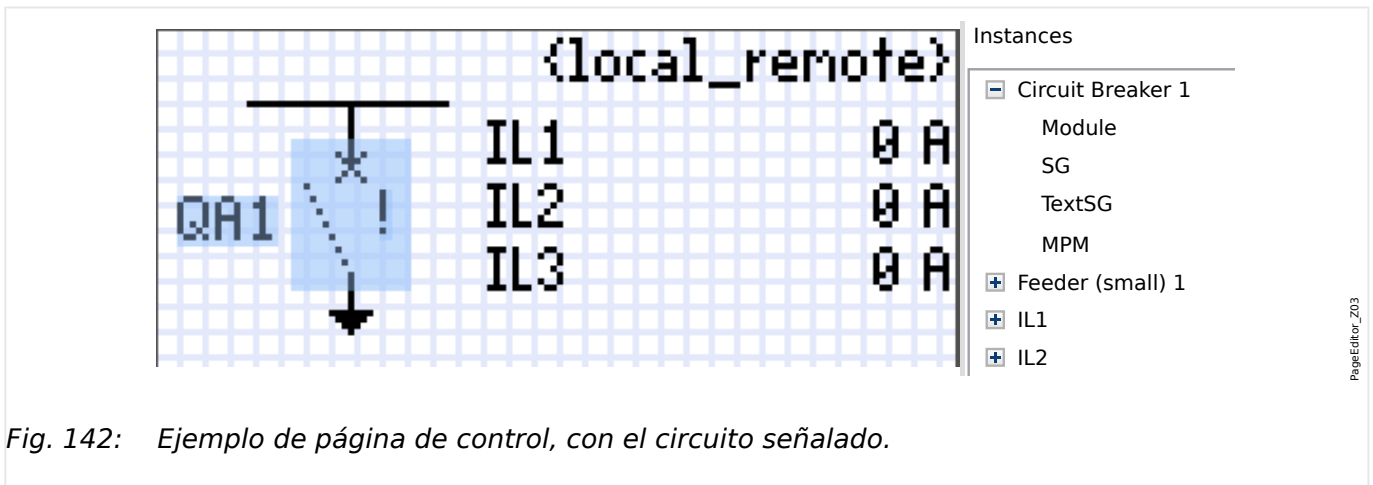 {local_remote}
IL1 0 A
QA1 ! IL2 0 A
IL3 0 A
Instances
Circuit Breaker 1
Module
SG
TextSG
MPM
Feeder (small) 1
IL1
IL2
PageEditor_Z03
Fig. 142: Ejemplo de página de control, con el circuito señalado.